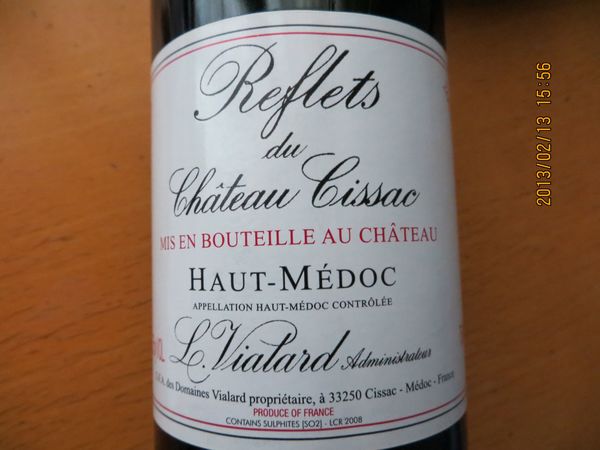 Reflets
du
Château Cissac
MIS EN BOUTEILLE AU CHÂTEAU
HAUT-MÉDOC
APPELLATION HAUT-MÉDOC CONTRÔLÉE
CL
L. Vialard Administrateur
des Domaines Vialard propriétaire, à 33250 Cissac - Médoc - France
PRODUCE OF FRANCE
CONTAINS SULPHITES [SO2] - LCR 2008
2013/02/13 15:56